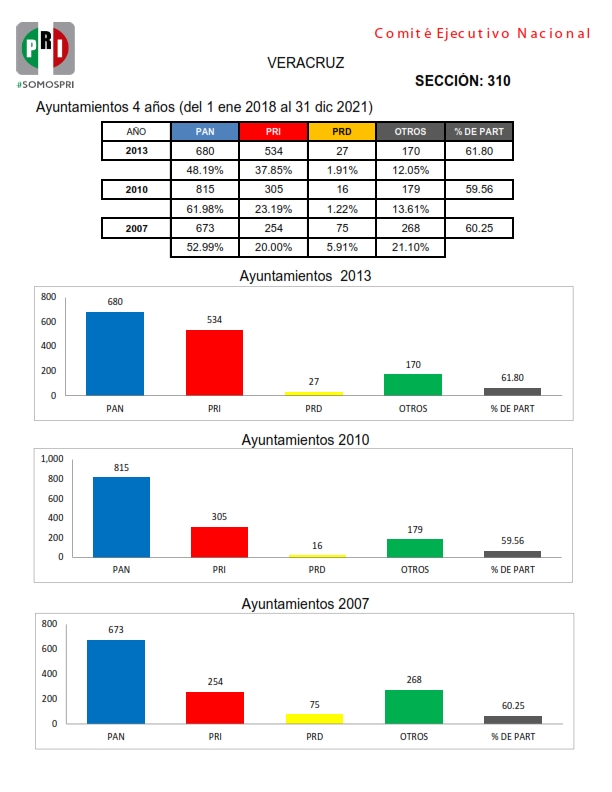 Comité Ejecutivo Nacional
PRI
#SOMOSPRI
VERACRUZ
SECCIÓN: 310
Ayuntamientos 4 años (del 1 ene 2018 al 31 dic 2021)
AÑO PAN PRI PRD OTROS % DE PART
2013 680 534 27 170 61.80
48.19% 37.85% 1.91% 12.05%
2010 815 305 16 179 59.56
61.98% 23.19% 1.22% 13.61%
2007 673 254 75 268 60.25
52.99% 20.00% 5.91% 21.10%
Ayuntamientos 2013
800
600
400
200
0
680 534 27 170 61.80
PAN PRI PRD OTROS % DE PART
Ayuntamientos 2010
1,000
800
600
400
200
0
815 305 16 179 59.56
PAN PRI PRD OTROS % DE PART
Ayuntamientos 2007
800
600
400
200
0
673 254 75 268 60.25
PAN PRI PRD OTROS % DE PART